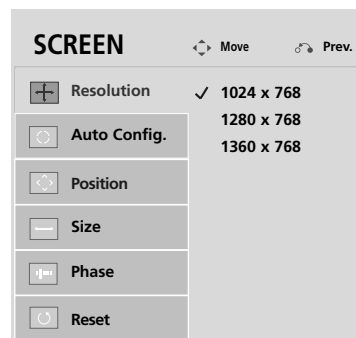 SCREEN Move Prev.
Resolution
Auto Config.
Position
Size
Phase
Reset
1024 x 768
1280 x 768
1360 x 768